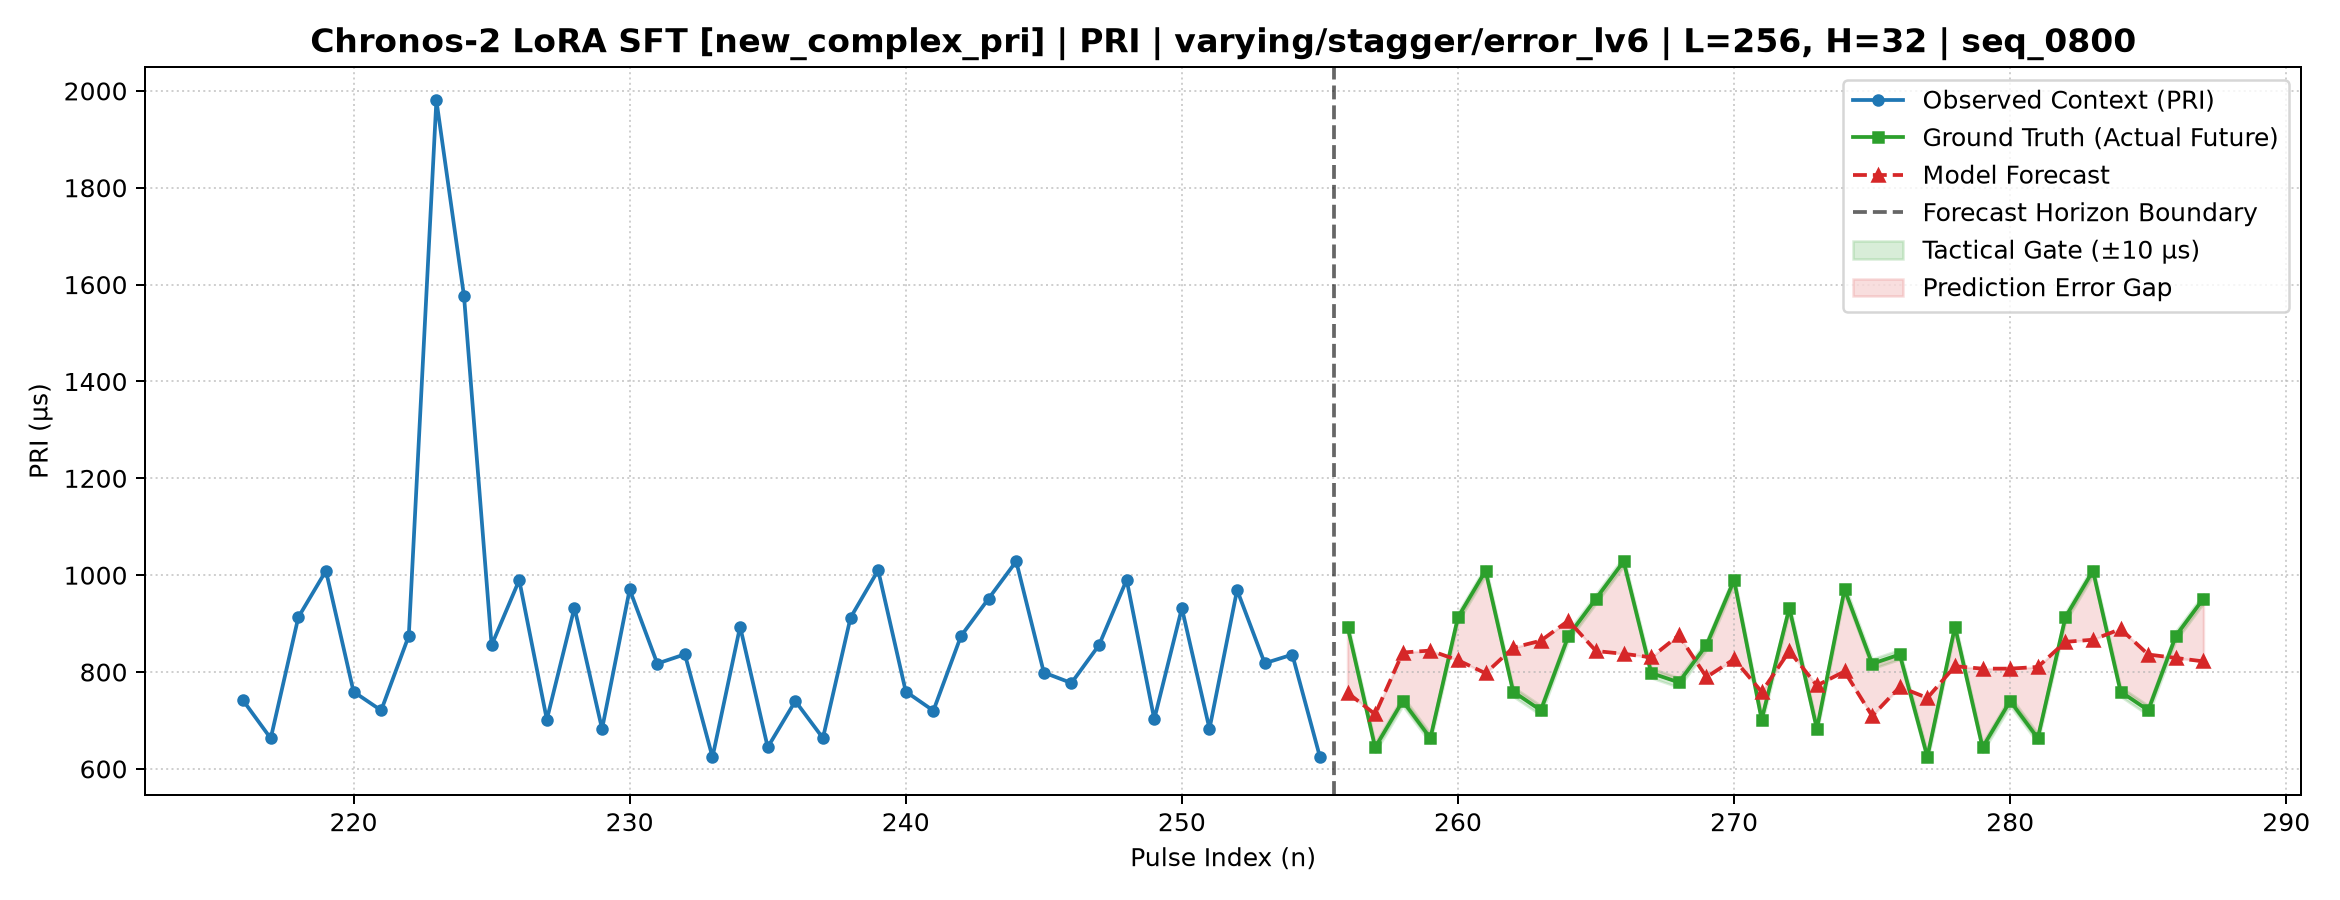 Chronos-2 LoRA SFT [new_complex_pri] | PRI | varying/stagger/error_lv6 | L=256, H=32 | seq_0800
2000
1800
1600
1400
1200
1000
800
600
PRI (µs)
220
230
240
250
260
270
280
290
Pulse Index (n)
Observed Context (PRI)
Ground Truth (Actual Future)
Model Forecast
Forecast Horizon Boundary
Tactical Gate (±10 µs)
Prediction Error Gap